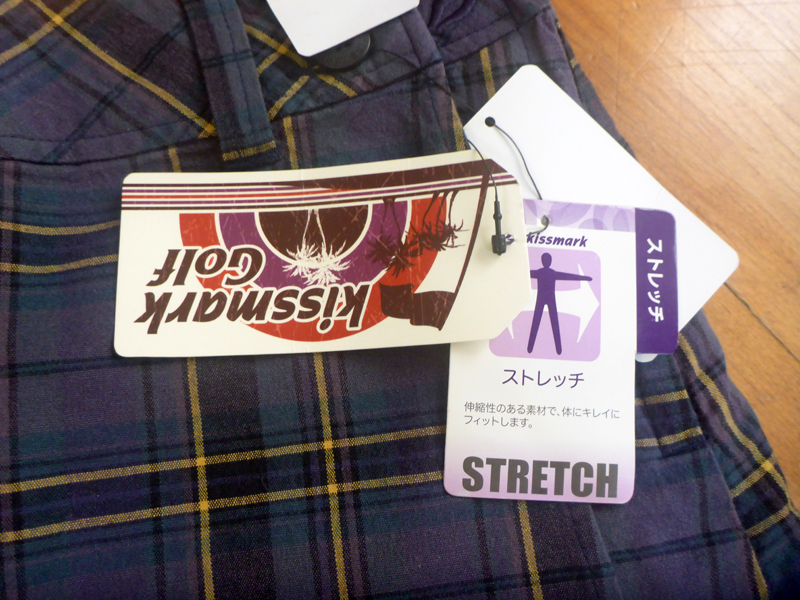 kissmark
Golf
kissmark
ストレッチ
ストレッチ
伸縮性のある素材で、体にキレイに
フィットします。
STRETCH